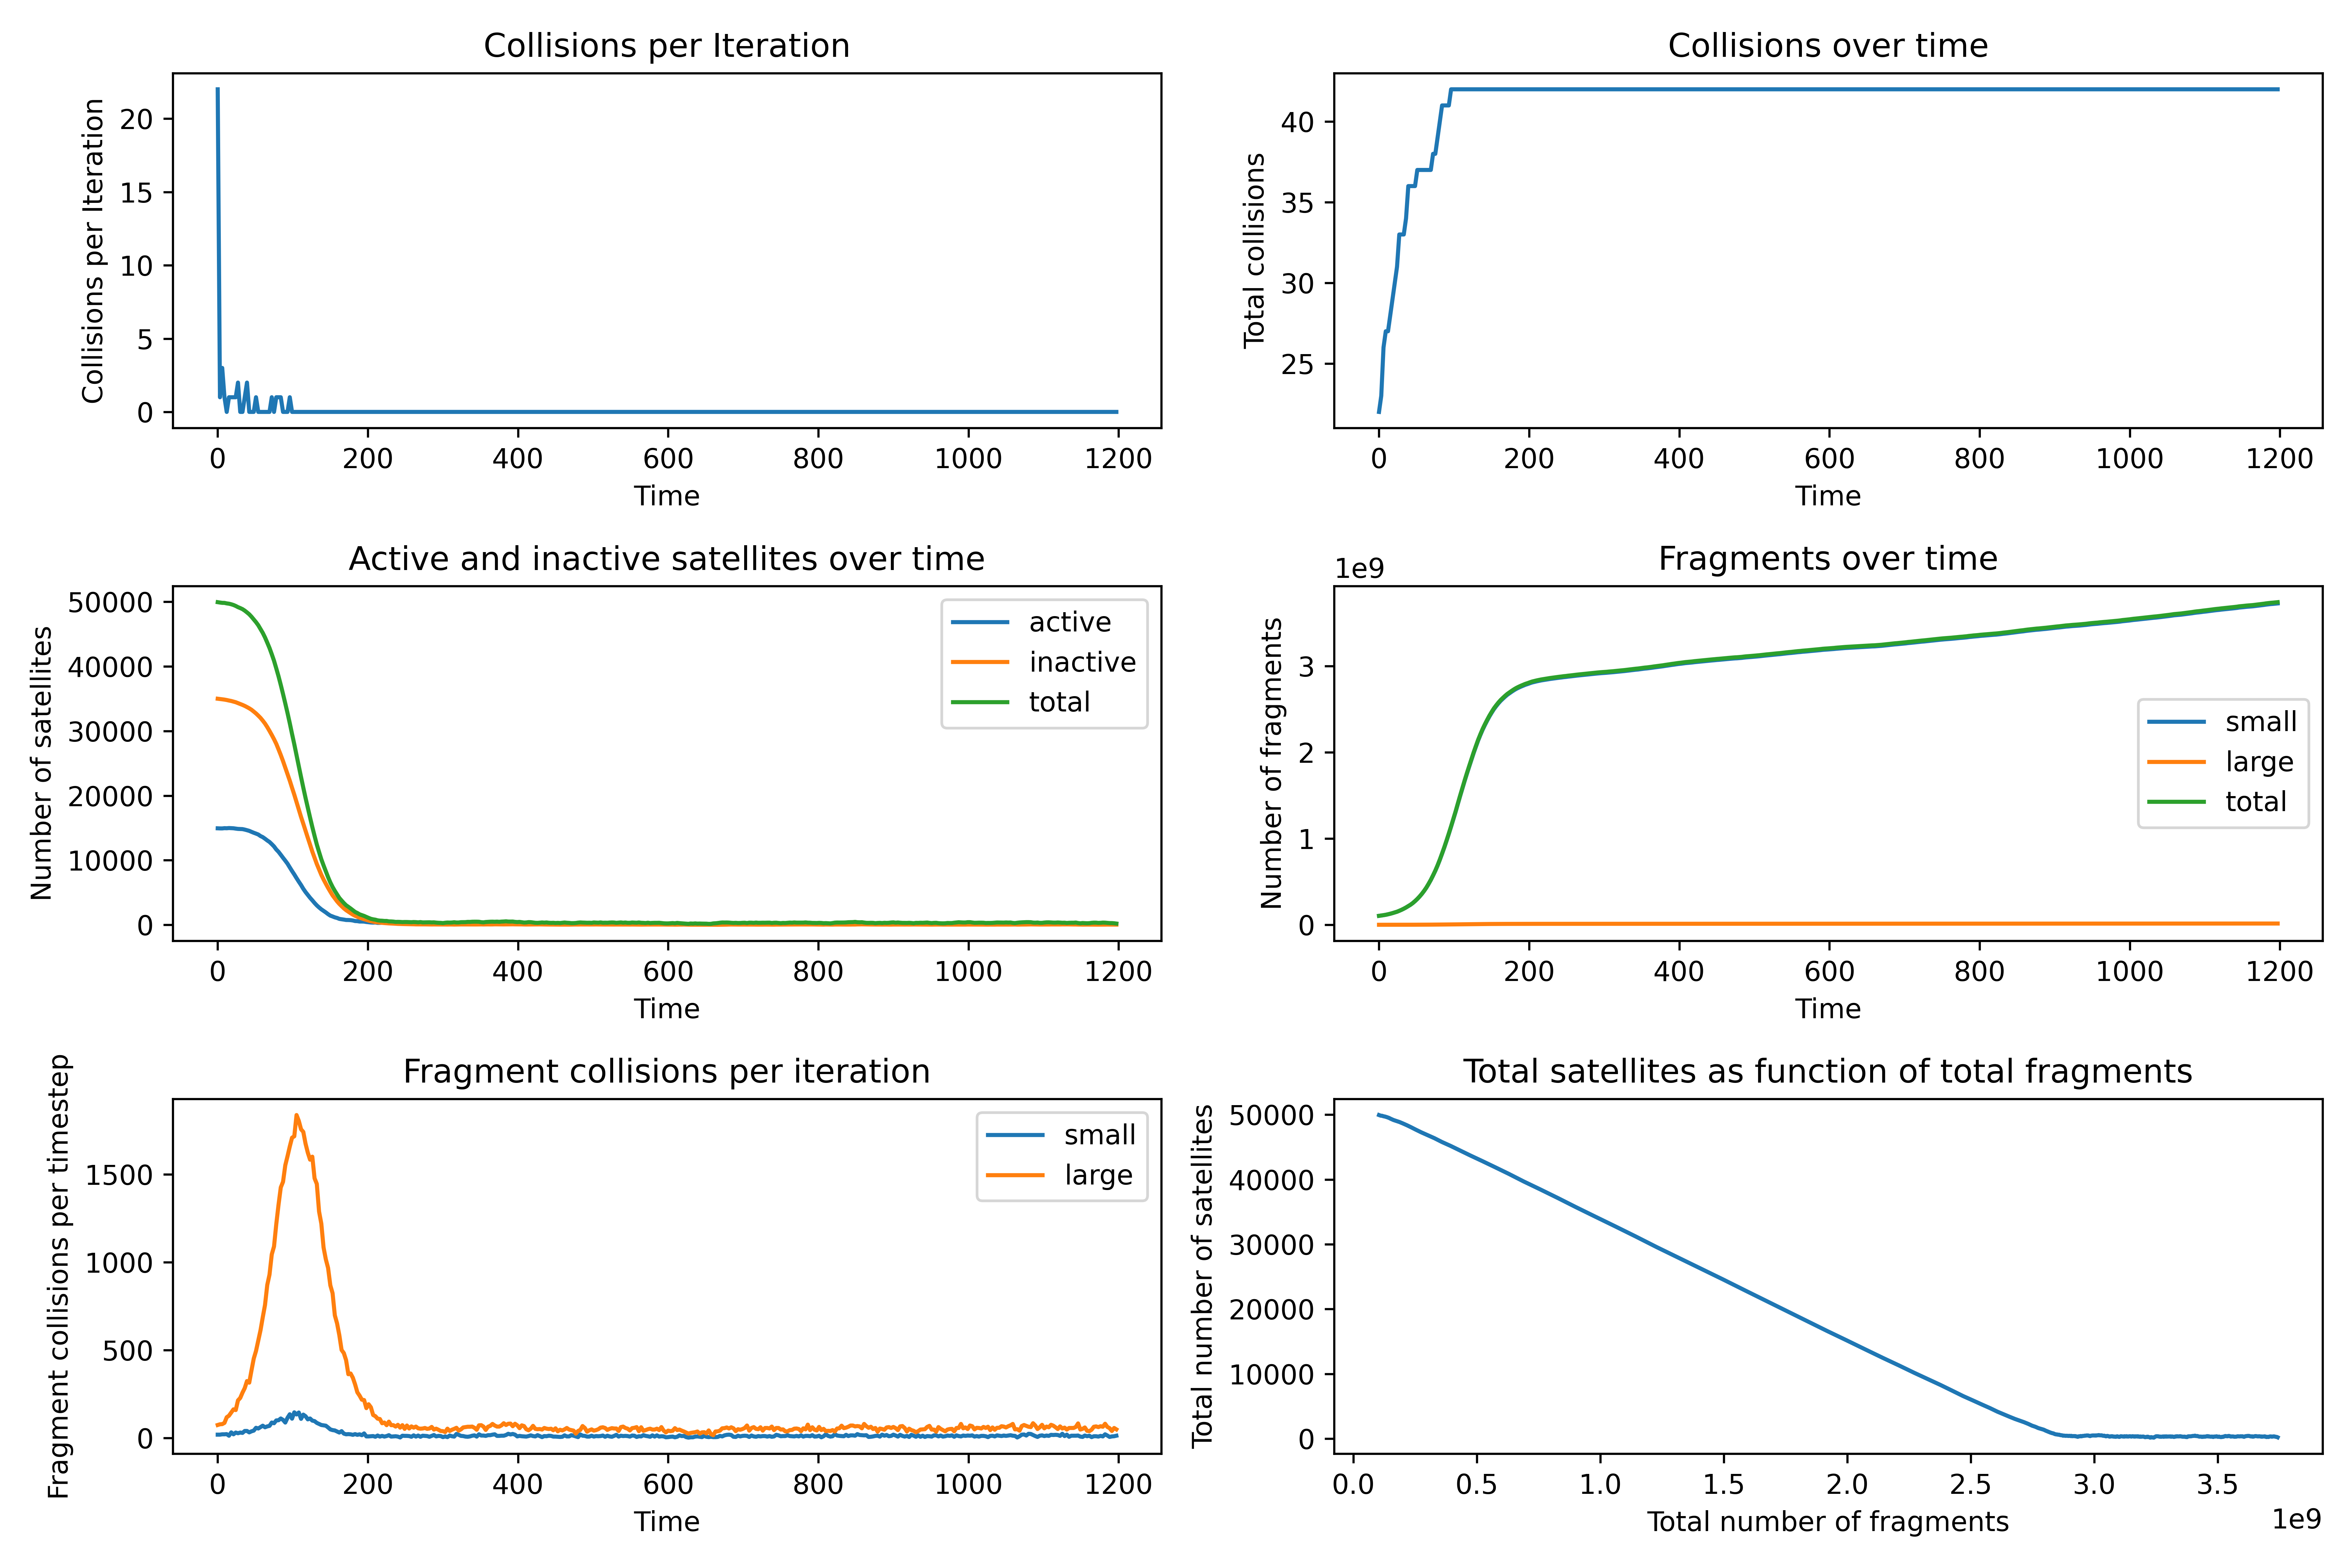 Collisions per Iteration
Collisions per Iteration
20
15
10
5
0
0 200 400 600 800 1000 1200
Time
Collisions over time
Total collisions
40
35
30
25
0 200 400 600 800 1000 1200
Time
Active and inactive satellites over time
Number of satellites
50000
40000
30000
20000
10000
0
active
inactive
total
0 200 400 600 800 1000 1200
Time
Fragments over time
1e9
Number of fragments
3
2
1
0
small
large
total
0 200 400 600 800 1000 1200
Time
Fragment collisions per iteration
Fragment collisions per timestep
1500
1000
500
0
small
large
0 200 400 600 800 1000 1200
Time
Total satellites as function of total fragments
Total number of satellites
50000
40000
30000
20000
10000
0
0.0 0.5 1.0 1.5 2.0 2.5 3.0 3.5
Total number of fragments
1e9